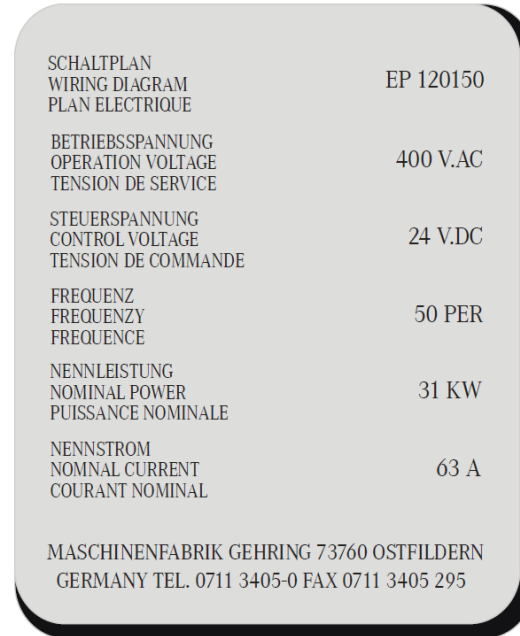 SCHALTPLAN
WIRING DIAGRAM
PLAN ELECTRIQUE
EP 120150
BETRIEBSSPANNUNG
OPERATION VOLTAGE
TENSION DE SERVICE
400 V.AC
STEUERSPANNUNG
CONTROL VOLTAGE
TENSION DE COMMANDE
24 V.DC
FREQUENZ
FREQUENZY
FREQUENCE
50 PER
NENNLEISTUNG
NOMINAL POWER
PUISSANCE NOMINALE
31 KW
NENNSTROM
NOMNAL CURRENT
COURANT NOMINAL
63 A
MASCHINENFABRIK GEHRING 73760 OSTFILDERN
GERMANY TEL. 0711 3405-0 FAX 0711 3405 295